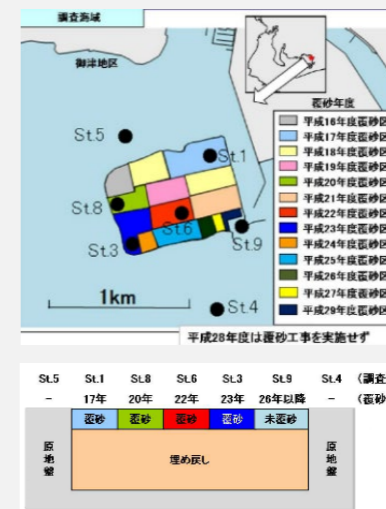 調査海域
御津地区
St.5
St.1
St.8
St.6
St.3
St.9
St.4
1km
覆砂年度
平成16年度覆砂区
平成17年度覆砂区
平成18年度覆砂区
平成19年度覆砂区
平成20年度覆砂区
平成21年度覆砂区
平成22年度覆砂区
平成23年度覆砂区
平成24年度覆砂区
平成25年度覆砂区
平成26年度覆砂区
平成27年度覆砂区
平成29年度覆砂区
平成28年度は覆砂工事を実施せず
St.5 St.1 St.8 St.6 St.3 St.9 St.4 (調査
- 17年 20年 22年 23年 26年以降 - (覆砂
覆砂 覆砂 覆砂 覆砂 未覆砂
原地盤 埋め戻し 原地盤